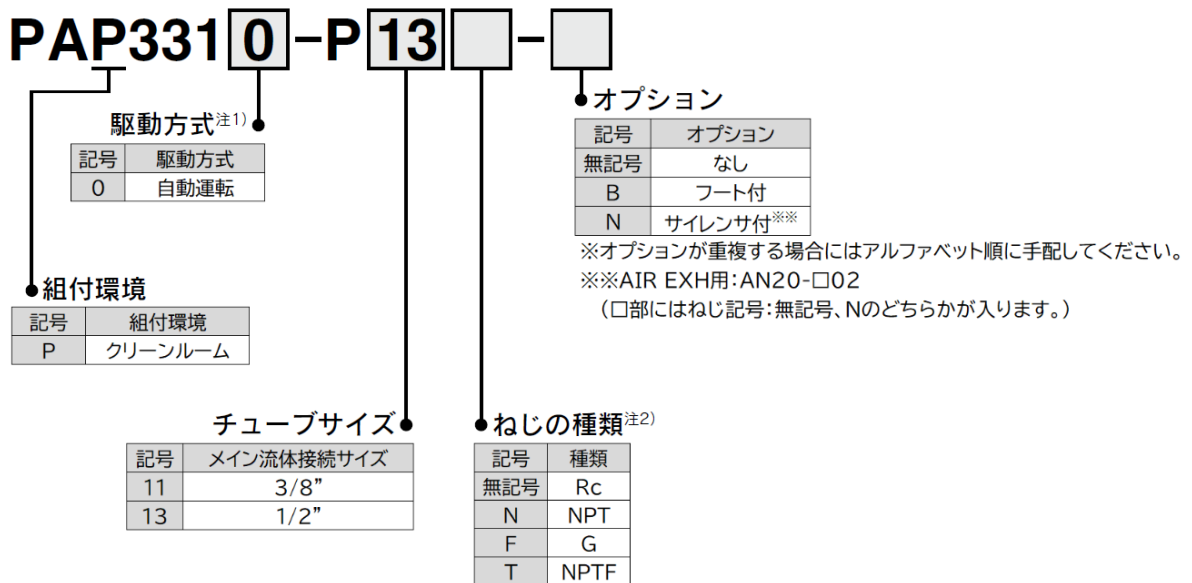 PAP3310-P13□-□
駆動方式注1)
記号 駆動方式
0 自動運転
組付環境
記号 組付環境
P クリーンルーム
チューブサイズ
記号 メイン流体接続サイズ
11 3/8”
13 1/2”
ねじの種類注2)
記号 種類
無記号 Rc
N NPT
F G
T NPTF
オプション
記号 オプション
無記号 なし
B フート付
N サイレンサ付※※
※オプションが重複する場合にはアルファベット順に手配してください。
※※AIR EXH用:AN20-□02
(□部にはねじ記号:無記号、Nのどちらかが入ります。)